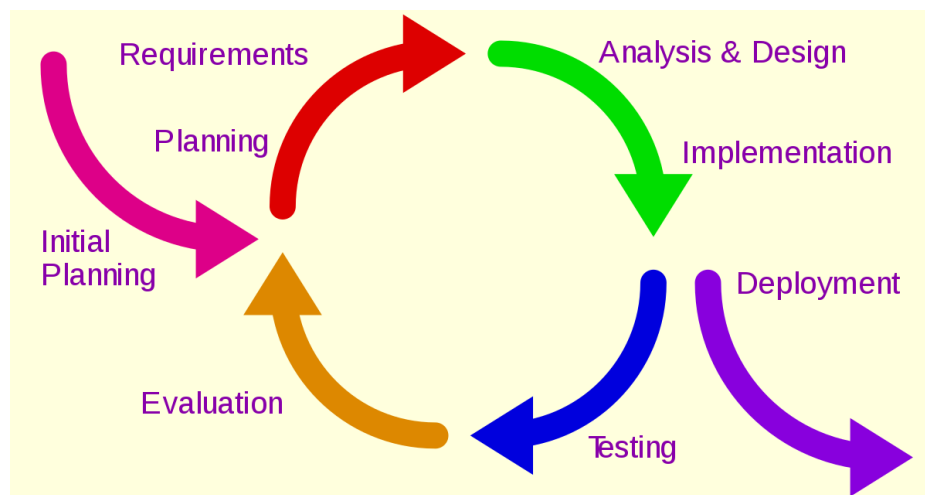 Requirements
Analysis & Design
Planning
Implementation
Initial
Planning
Deployment
Evaluation
Testing